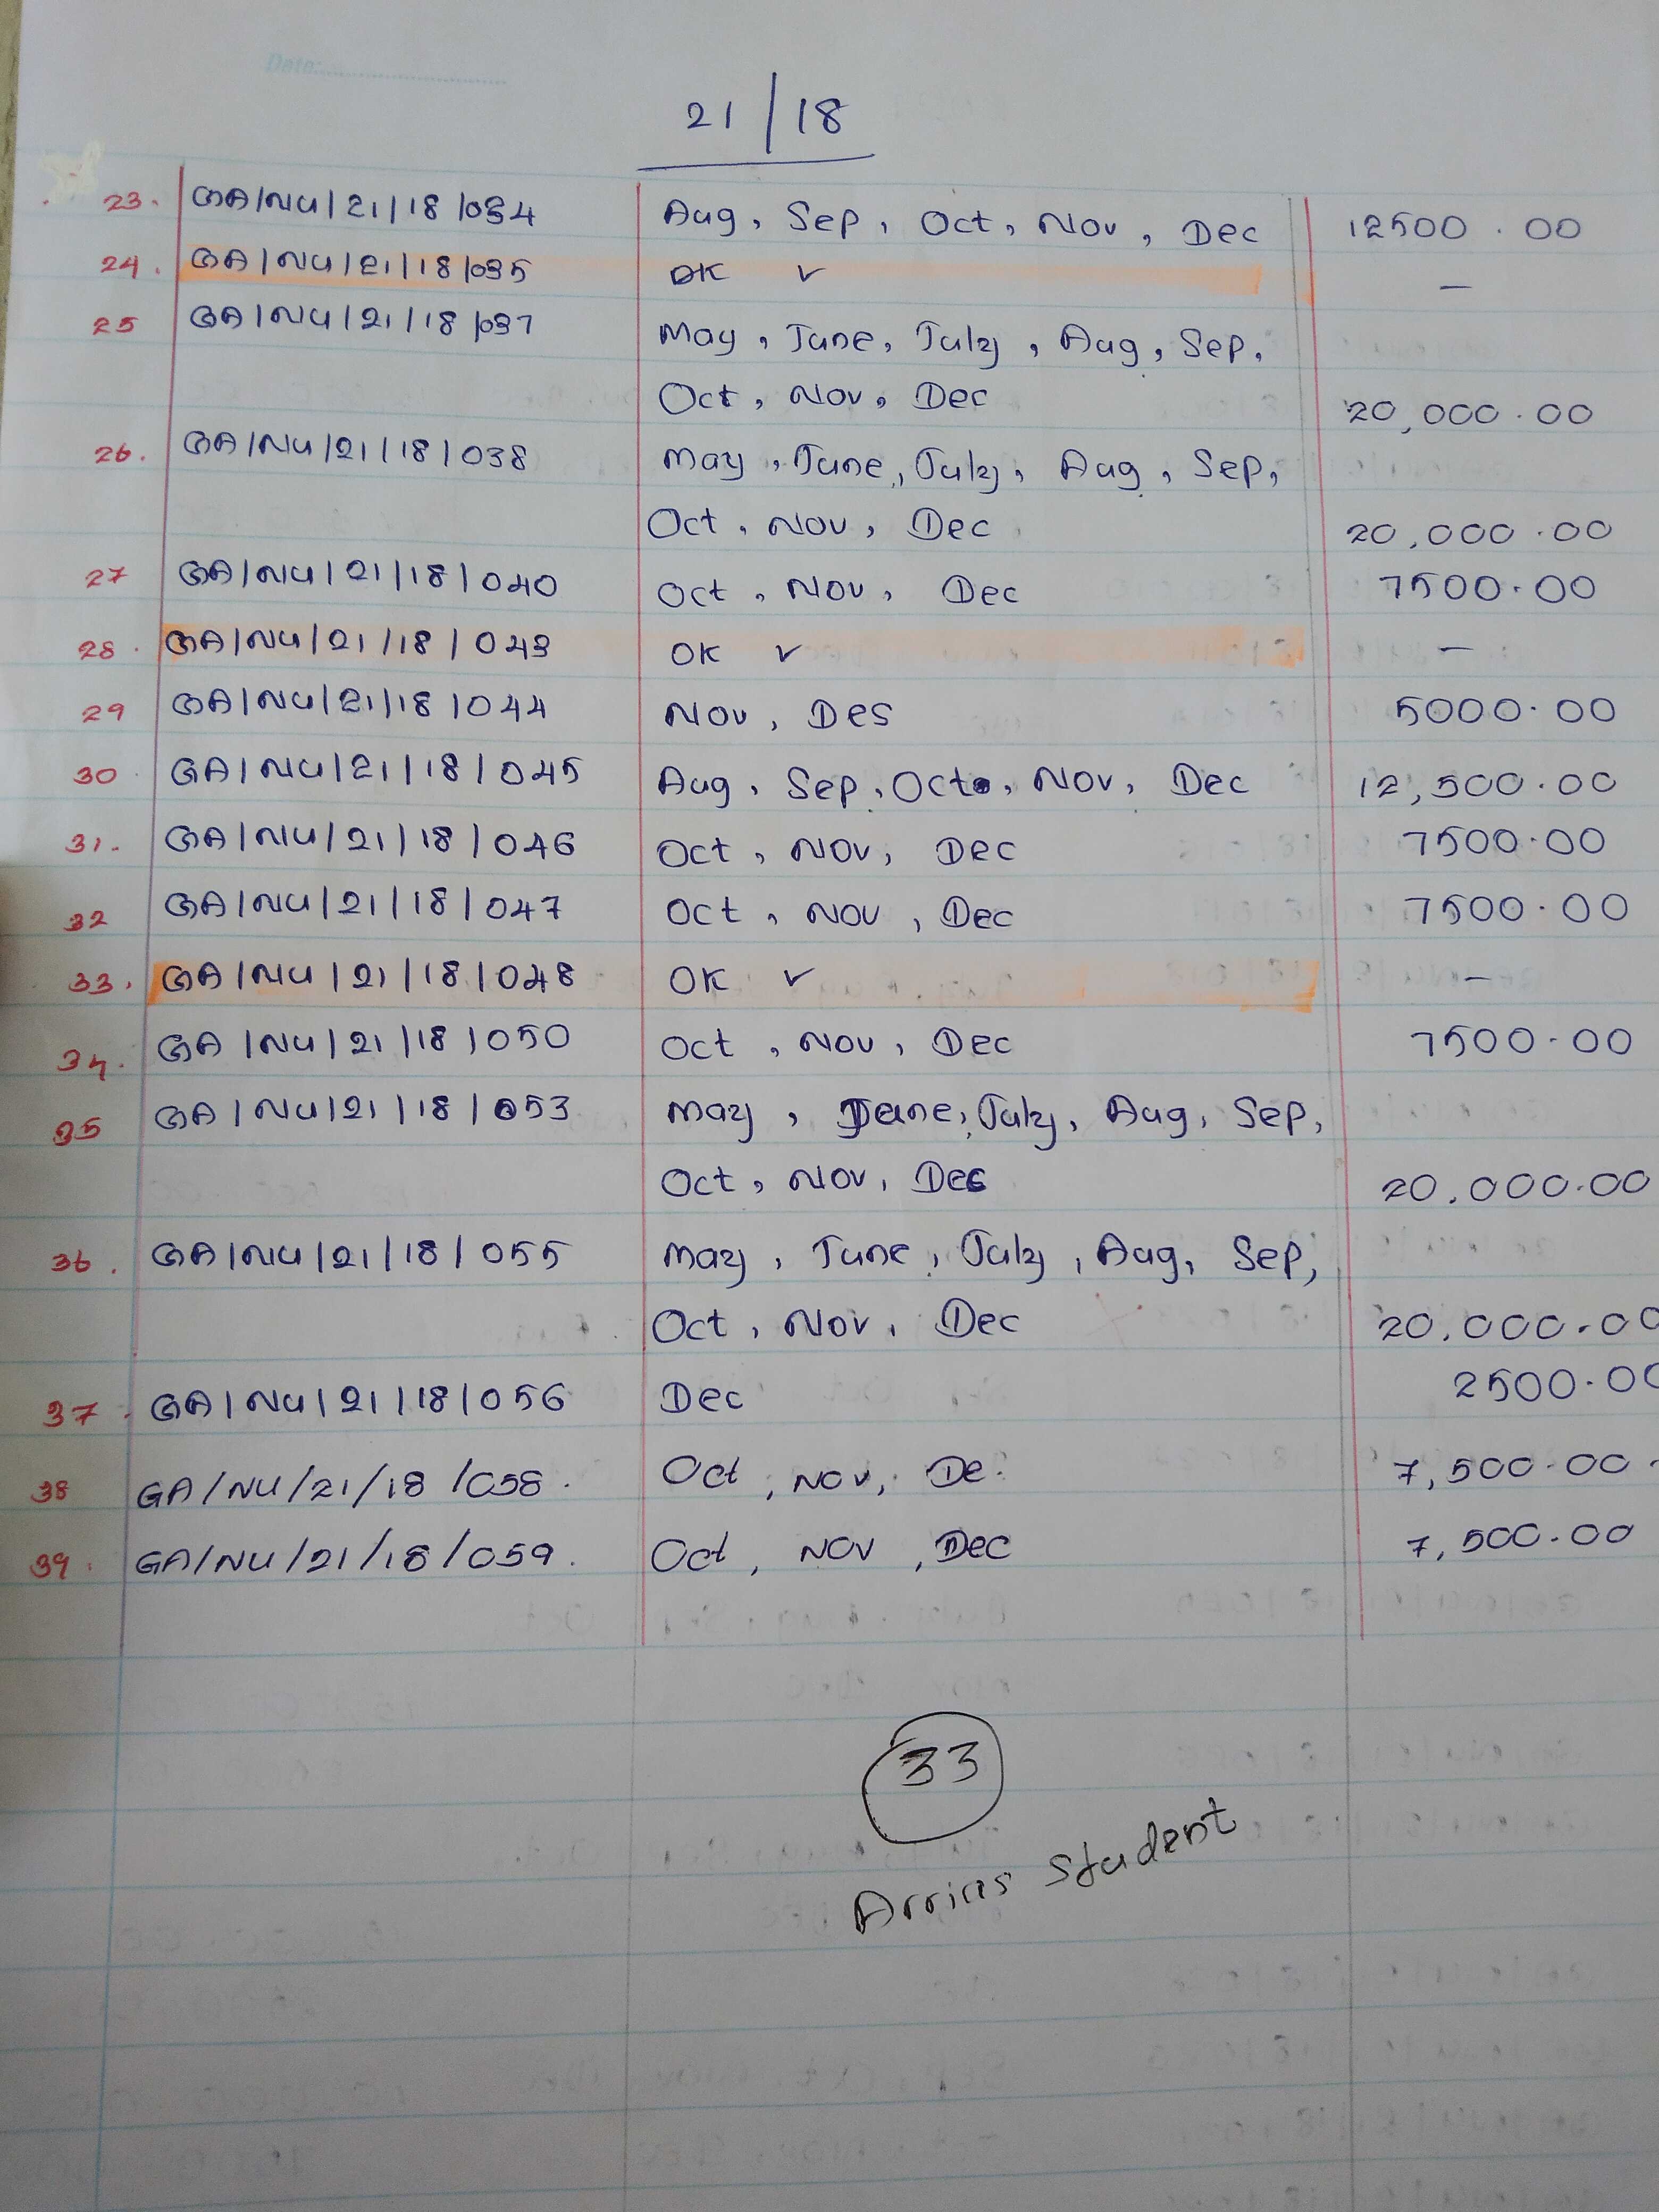 Date:
21/18
23. GA/NU/21/18/034 Aug, Sep, Oct, Nov, Dec 12500.00
24. GA/NU/21/18/035 OK ✓ –
25 GA/NU/21/18/037 May, June, July, Aug, Sep,
Oct, Nov, Dec 20,000.00
26. GA/NU/21/18/038 May, June, July, Aug, Sep,
Oct, Nov, Dec 20,000.00
27 GA/NU/21/18/040 Oct, Nov, Dec 7500.00
28. GA/NU/21/18/043 OK ✓ –
29 GA/NU/21/18/044 Nov, Des 5000.00
30 GA/NU/21/18/045 Aug, Sep, Oct, Nov, Dec 12,500.00
31. GA/NU/21/18/046 Oct, Nov, Dec 7500.00
32 GA/NU/21/18/047 Oct, Nov, Dec 7500.00
33. GA/NU/21/18/048 OK ✓ –
34. GA/NU/21/18/050 Oct, Nov, Dec 7500.00
35 GA/NU/21/18/053 May, June, July, Aug, Sep,
Oct, Nov, Dec 20,000.00
36. GA/NU/21/18/055 May, June, July, Aug, Sep,
Oct, Nov, Dec 20,000.00
37. GA/NU/21/18/056 Dec 2500.00
38 GA/NU/21/18/058. Oct, Nov, De. 7,500.00
39. GA/NU/21/18/059. Oct, Nov, Dec 7,500.00
33
Student